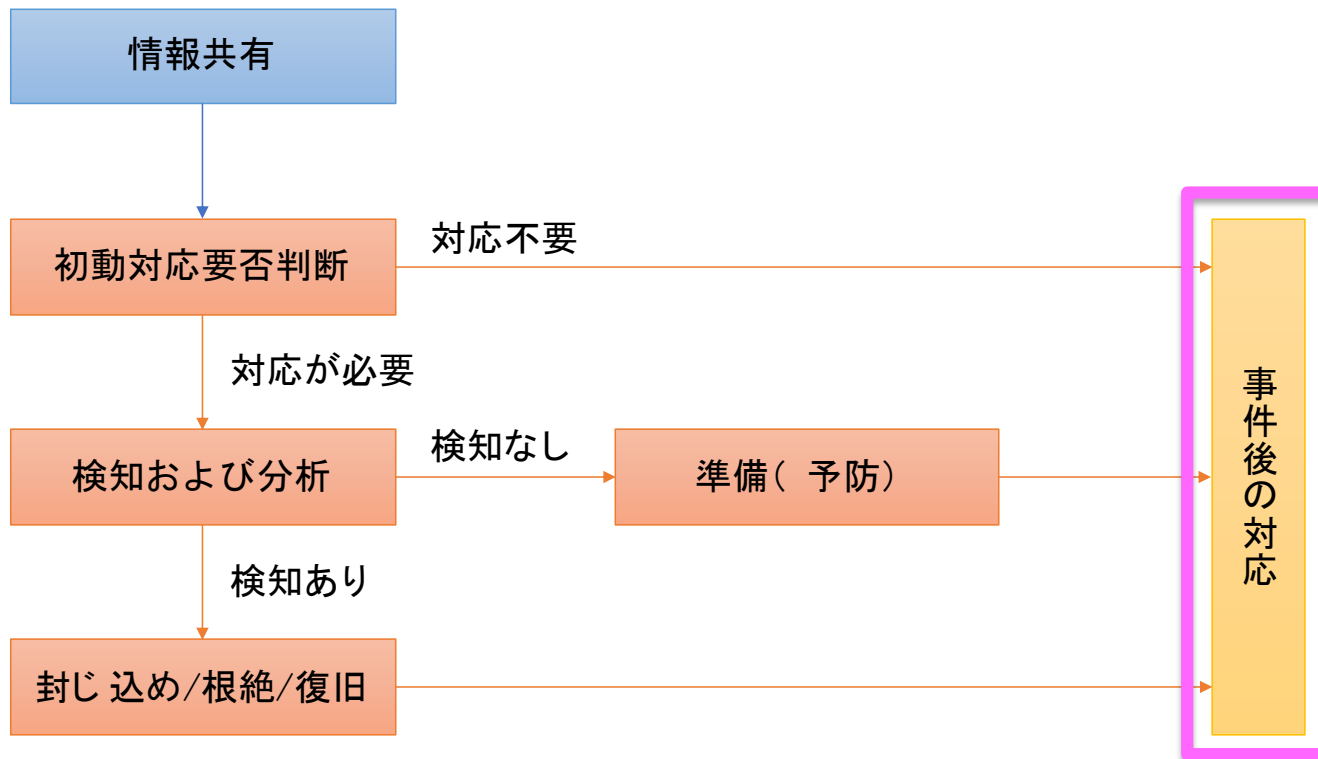 情報共有
初動対応要否判断
対応不要
対応が必要
検知および分析
検知なし
準備( 予防)
検知あり
封じ 込め/根絶/復旧
事件後の対応